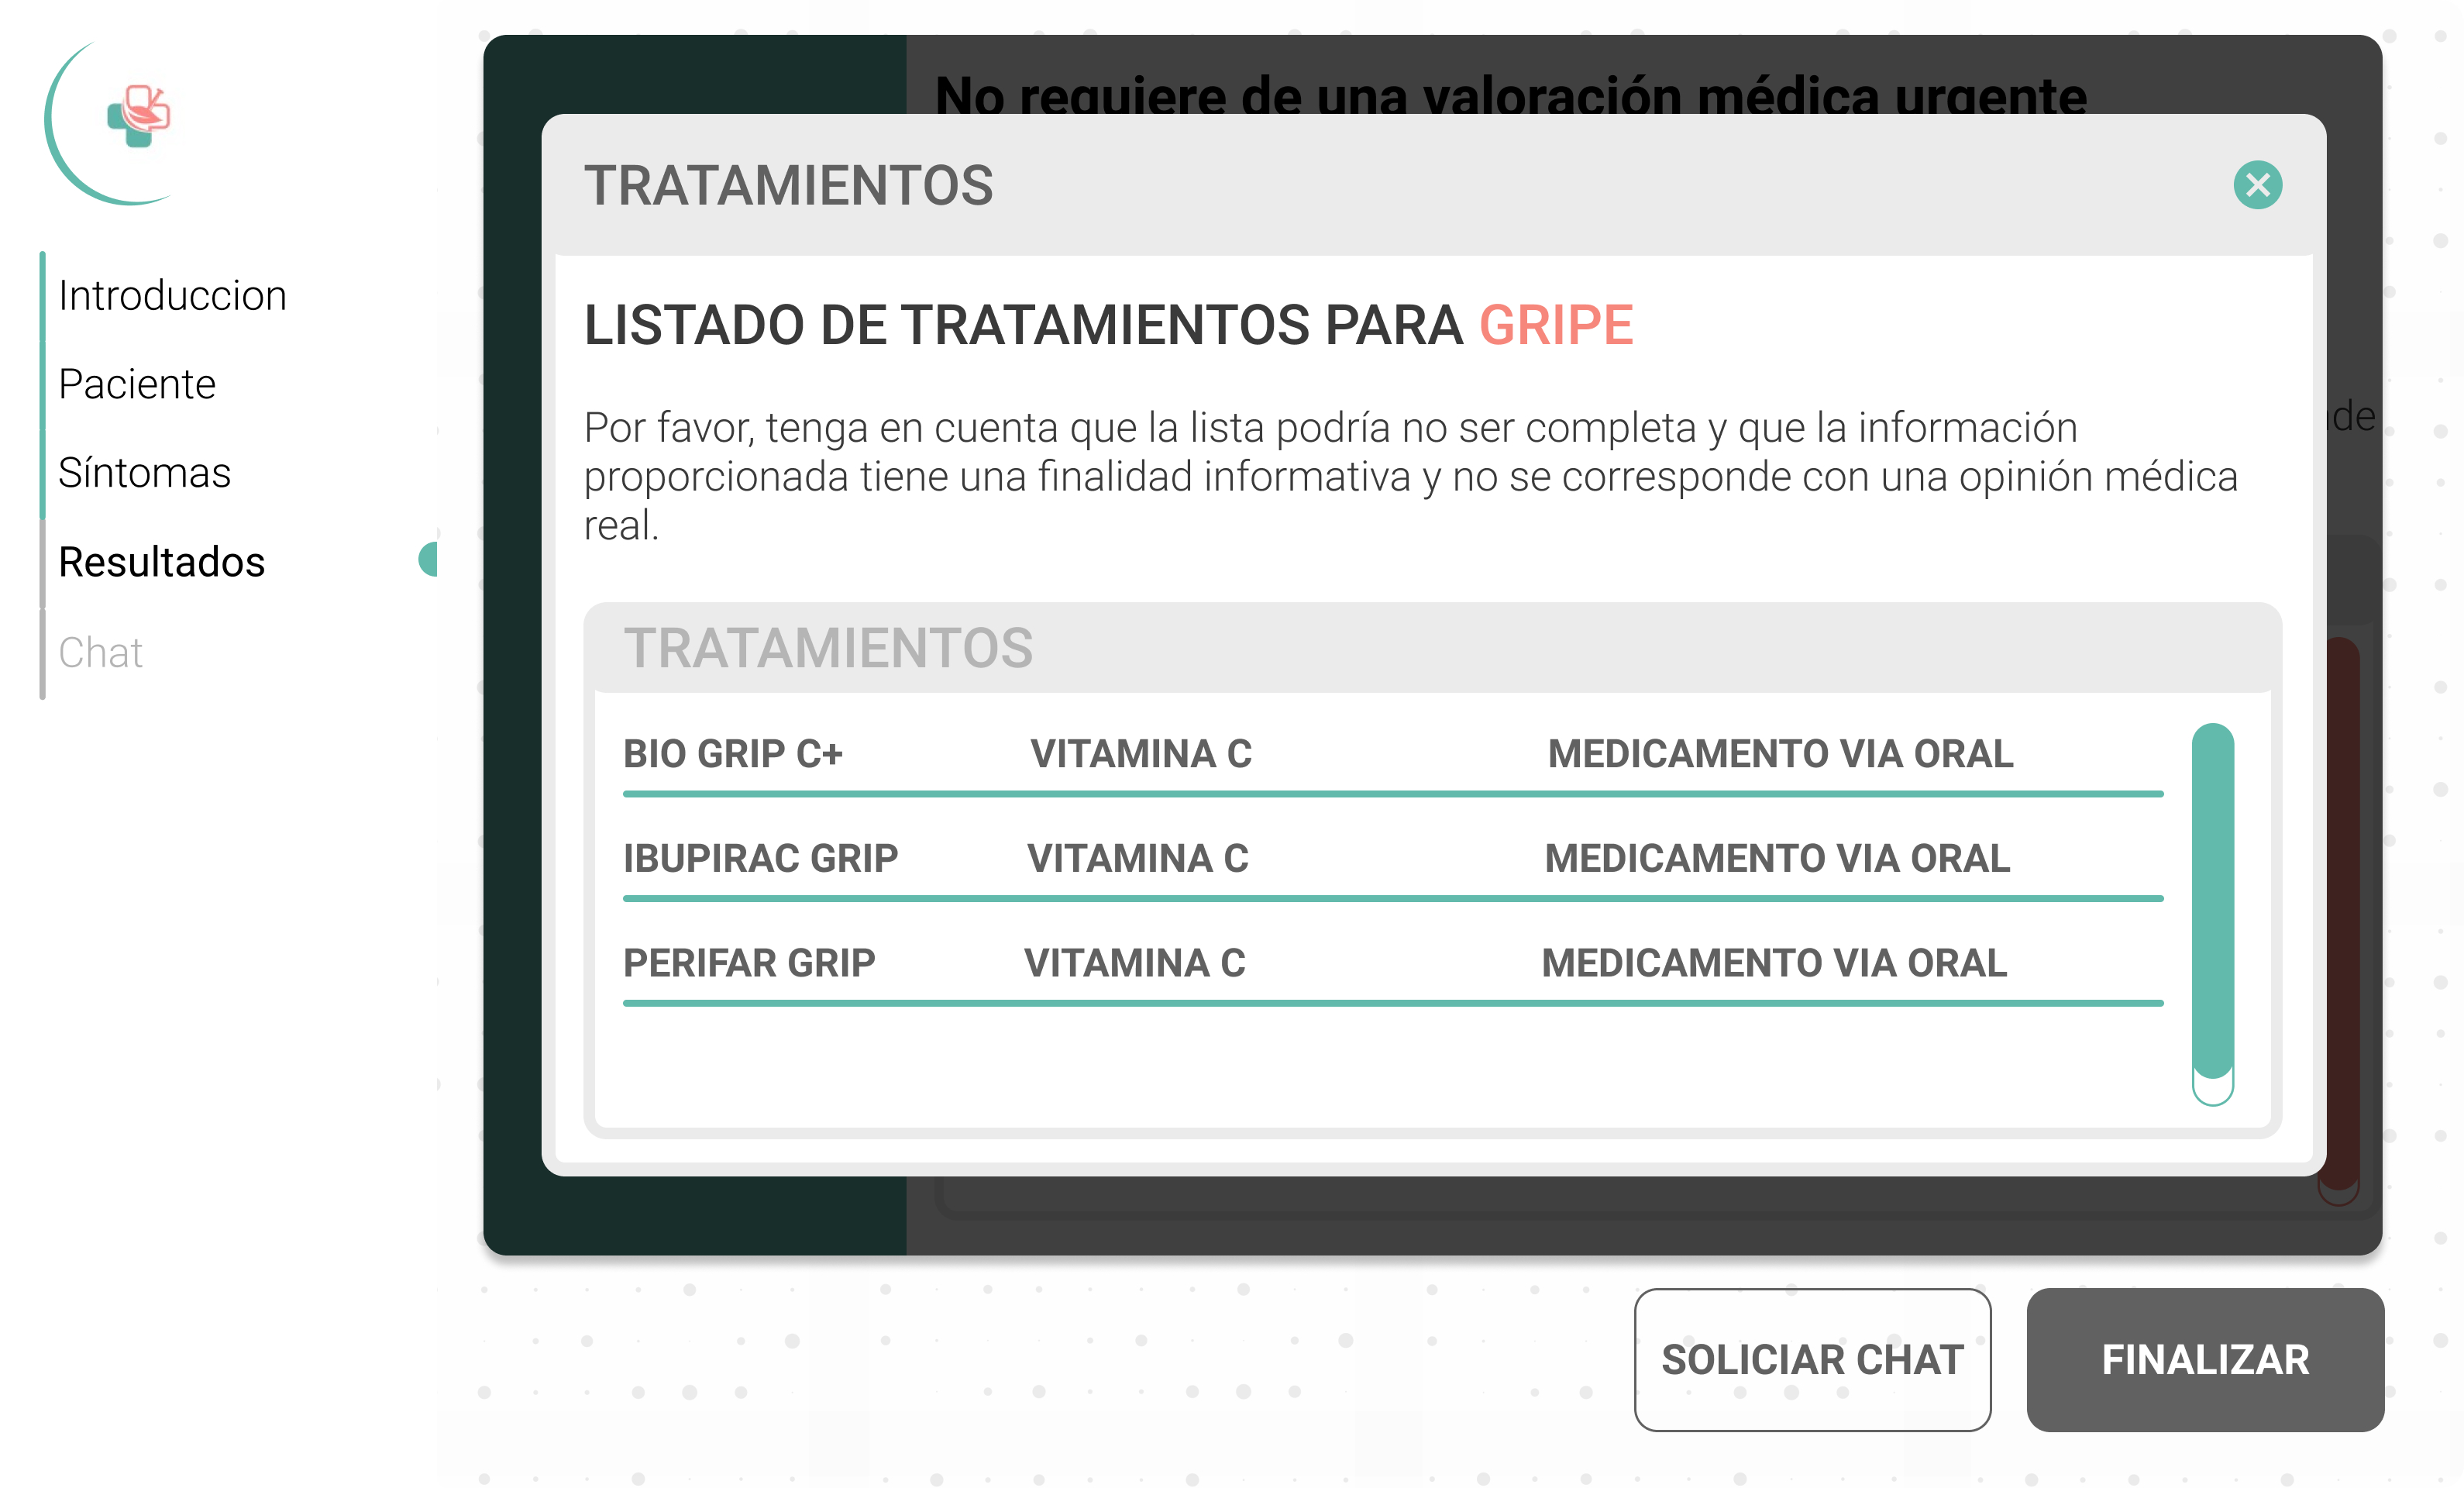 Introduccion
Paciente
Síntomas
Resultados
Chat
No requiere de una valoración médica urgente
TRATAMIENTOS
LISTADO DE TRATAMIENTOS PARA GRIPE
Por favor, tenga en cuenta que la lista podría no ser completa y que la información
proporcionada tiene una finalidad informativa y no se corresponde con una opinión médica
real.
TRATAMIENTOS
BIO GRIP C+ VITAMINA C MEDICAMENTO VIA ORAL
IBUPIRAC GRIP VITAMINA C MEDICAMENTO VIA ORAL
PERIFAR GRIP VITAMINA C MEDICAMENTO VIA ORAL
SOLICIAR CHAT
FINALIZAR